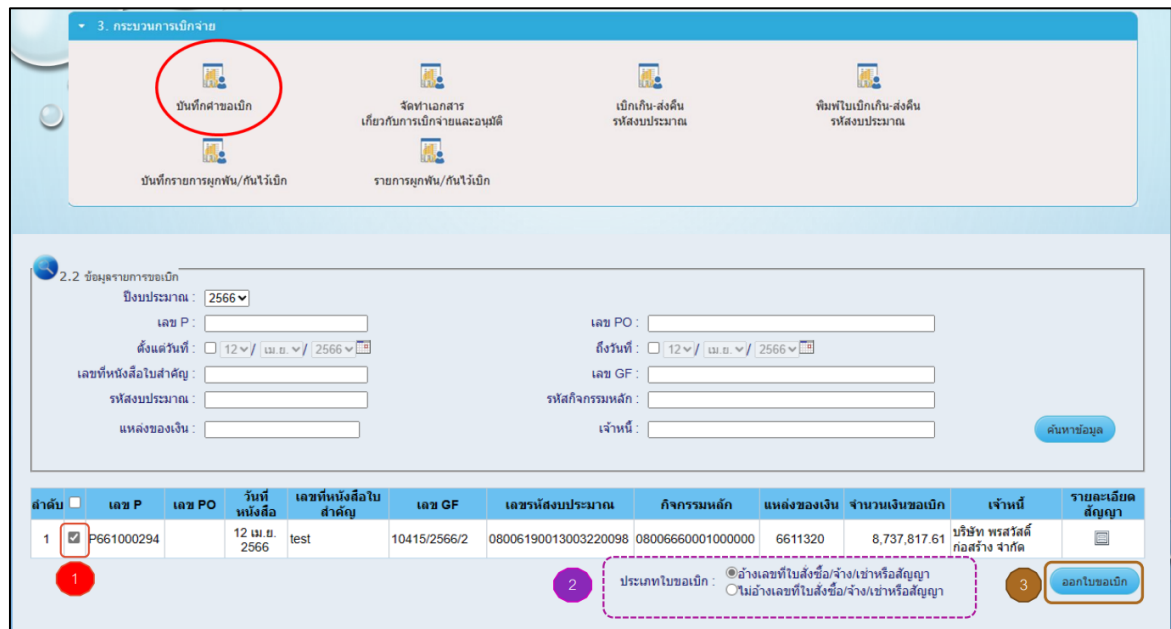 3. กระบวนการเบิกจ่าย
บันทึกคำขอเบิก
จัดทำเอกสาร
เกี่ยวกับการเบิกจ่ายและอนุมัติ
เบิกเกิน-ส่งคืน
รหัสงบประมาณ
พิมพ์ใบเบิกเกิน-ส่งคืน
รหัสงบประมาณ
บันทึกรายการผูกพัน/กันไว้เบิก
รายการผูกพัน/กันไว้เบิก
2.2 ข้อมูลรายการขอเบิก
ปีงบประมาณ : 2566
เลข P : เลข PO :
ตั้งแต่วันที่ : 12 / เม.ย. / 2566 ถึงวันที่ : 12 / เม.ย. / 2566
เลขที่หนังสือใบสำคัญ : เลข GF :
รหัสงบประมาณ : รหัสกิจกรรมหลัก :
แหล่งของเงิน : เจ้าหนี้ : ค้นหาข้อมูล
ลำดับ เลข P เลข PO วันที่หนังสือ เลขที่หนังสือใบสำคัญ เลข GF เลขรหัสงบประมาณ กิจกรรมหลัก แหล่งของเงิน จำนวนเงินขอเบิก เจ้าหนี้ รายละเอียดสัญญา
1 P661000294 12 เม.ย. 2566 test 10415/2566/2 08006190013003220098 08006660001000000 6611320 8,737,817.61 บริษัท พรสวัสดิ์ก่อสร้าง จำกัด
1
2 ประเภทใบขอเบิก : อ้างเลขที่ใบสั่งซื้อ/จ้าง/เช่าหรือสัญญา
ไม่อ้างเลขที่ใบสั่งซื้อ/จ้าง/เช่าหรือสัญญา
3 ออกใบขอเบิก